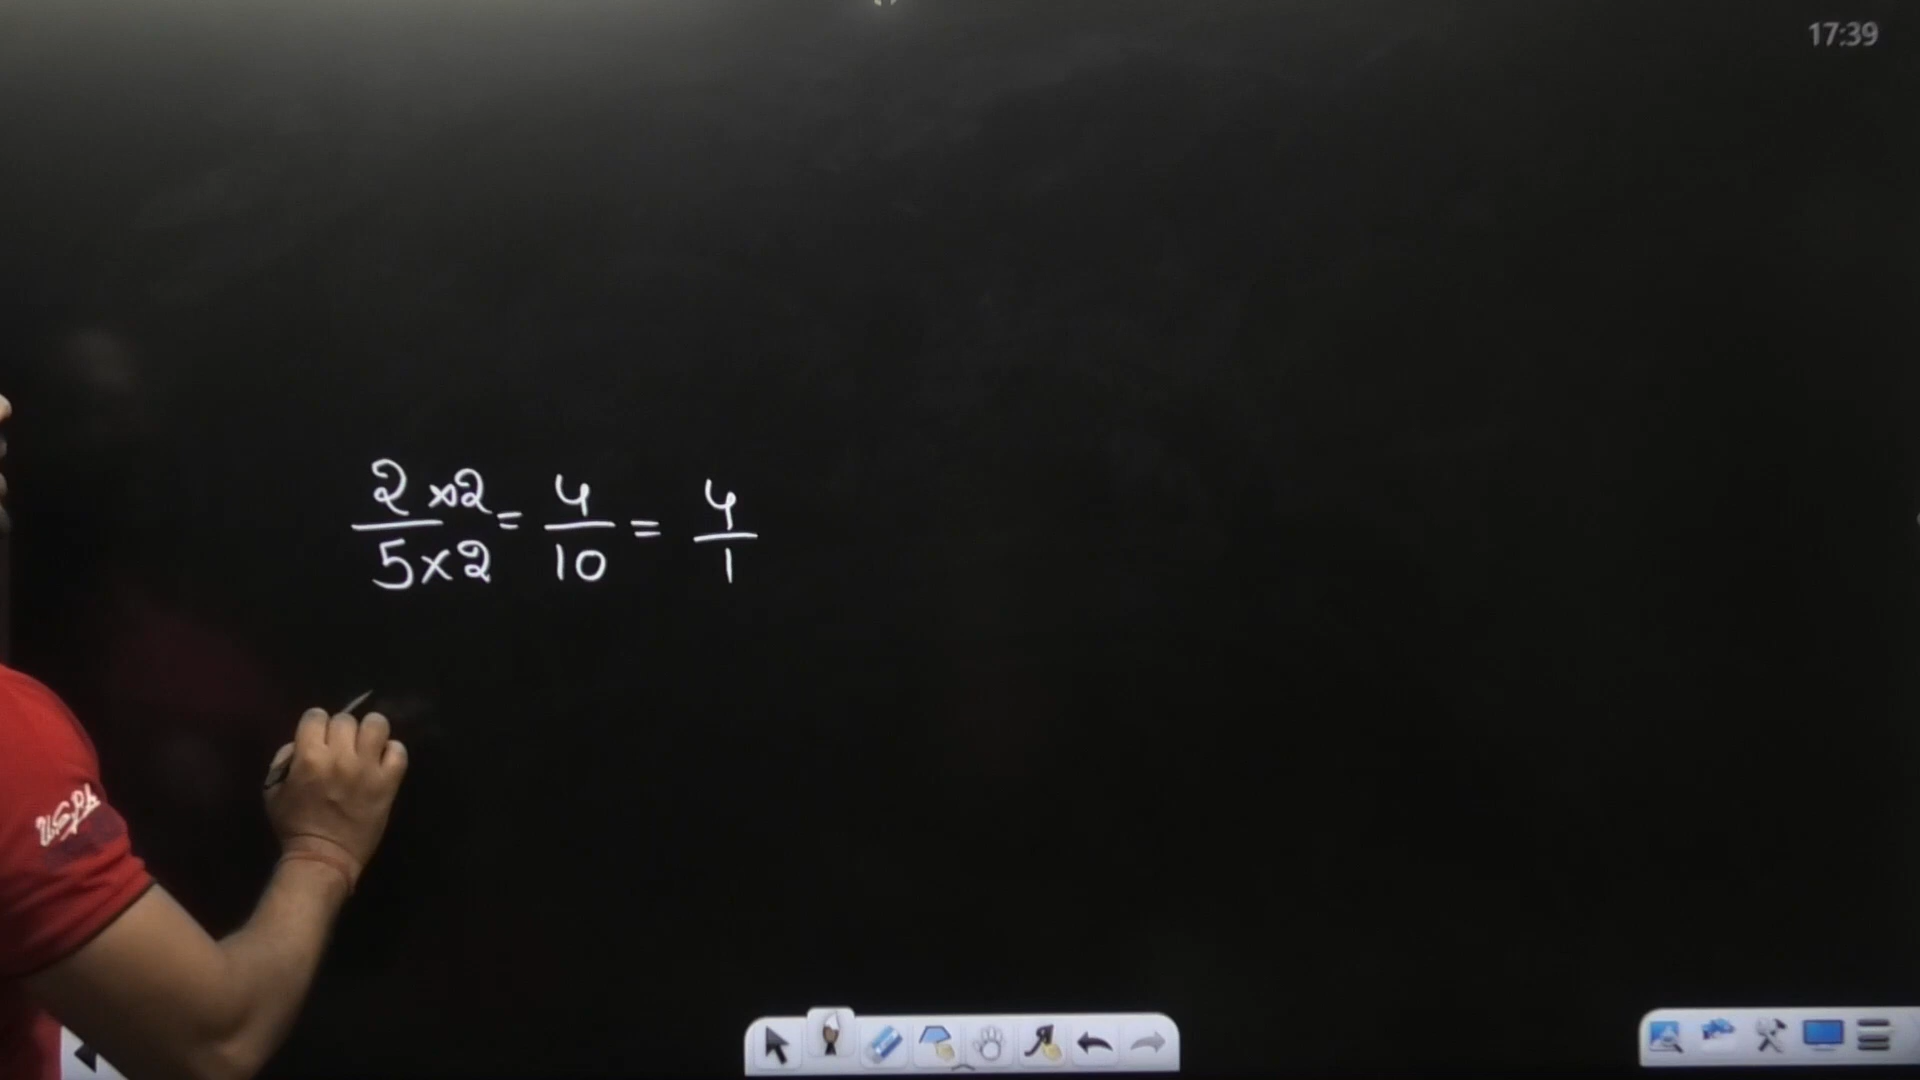 17:39
2 ×2 / 5×2 = 4/10 = 4/1